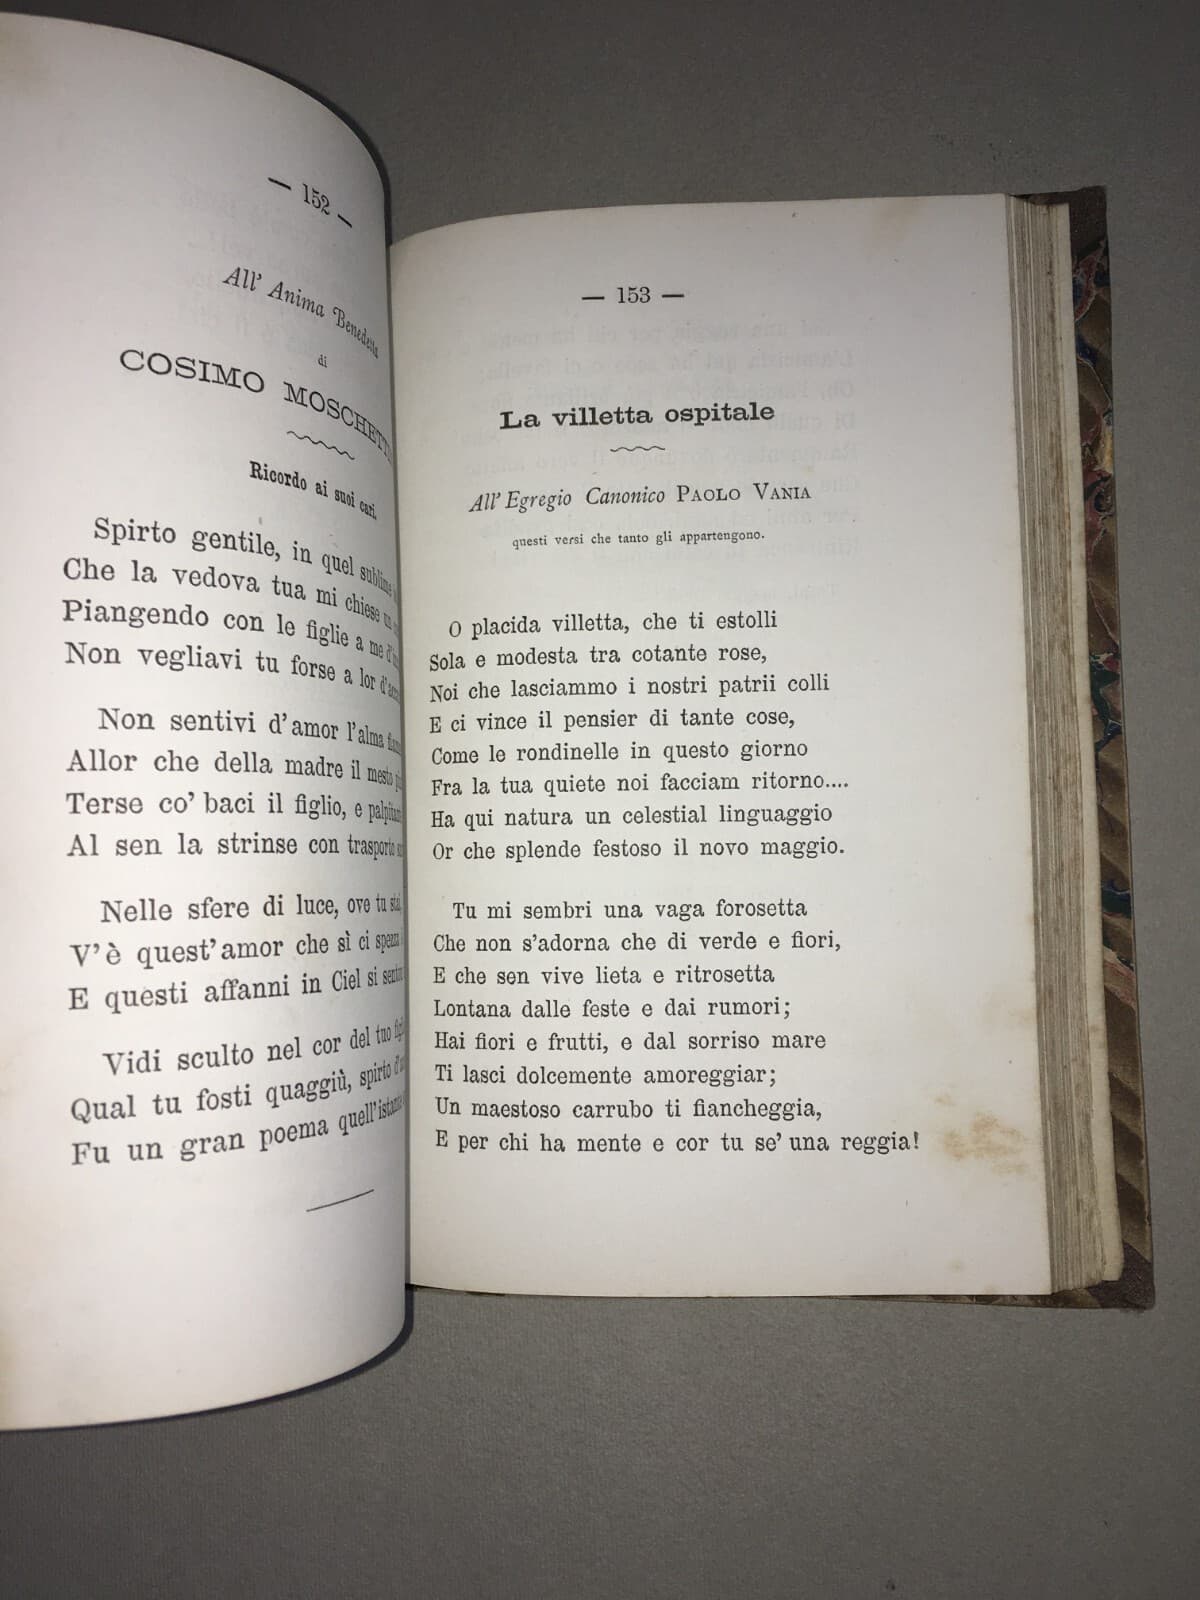 — 152 —
All' Anima Benedetta
di
COSIMO MOSCHETTI
Ricordo ai suoi cari.
Spirto gentile, in quel sublime
Che la vedova tua mi chiese un
Piangendo con le figlie a me
Non vegliavi tu forse a lor
Non sentivi d'amor l'alma
Allor che della madre il mesto
Terse co' baci il figlio, e
Al sen la strinse con trasporto
Nelle sfere di luce, ove tu
V'è quest'amor che sì ci
E questi affanni in Ciel si
Vidi sculto nel cor del tuo
Qual tu fosti quaggiù, spirto
Fu un gran poema quell'istante
— 153 —
La villetta ospitale
All' Egregio Canonico PAOLO VANIA
questi versi che tanto gli appartengono.
O placida villetta, che ti estolli
Sola e modesta tra cotante rose,
Noi che lasciammo i nostri patrii colli
E ci vince il pensier di tante cose,
Come le rondinelle in questo giorno
Fra la tua quiete noi facciam ritorno....
Ha qui natura un celestial linguaggio
Or che splende festoso il novo maggio.
Tu mi sembri una vaga forosetta
Che non s'adorna che di verde e fiori,
E che sen vive lieta e ritrosetta
Lontana dalle feste e dai rumori;
Hai fiori e frutti, e dal sorriso mare
Ti lasci dolcemente amoreggiar;
Un maestoso carrubo ti fiancheggia,
E per chi ha mente e cor tu se' una reggia!